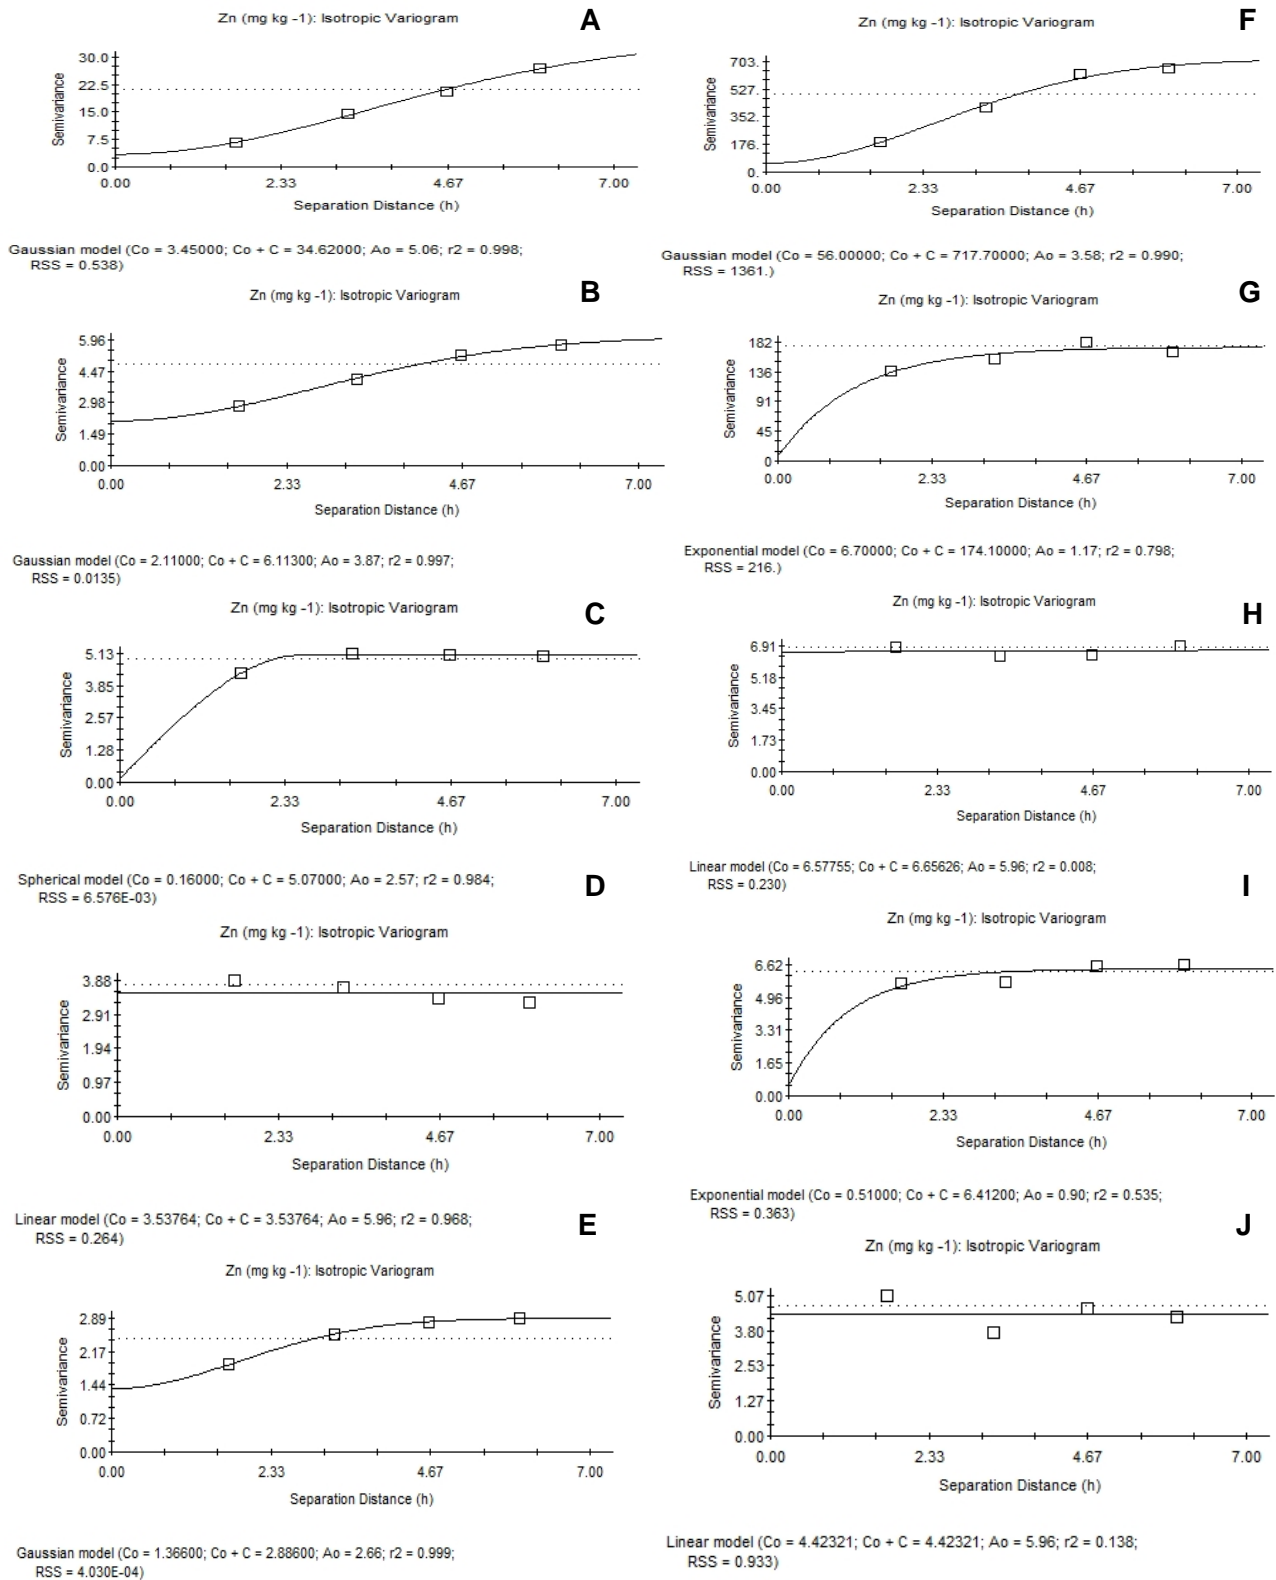 Zn (mg kg -1): Isotropic Variogram
A
Semivariance
30.0
22.5
15.0
7.5
0.0
0.00 2.33 4.67 7.00
Separation Distance (h)
Gaussian model (Co = 3.45000; Co + C = 34.62000; Ao = 5.06; r2 = 0.998;
RSS = 0.538)
Zn (mg kg -1): Isotropic Variogram
B
Semivariance
5.96
4.47
2.98
1.49
0.00
0.00 2.33 4.67 7.00
Separation Distance (h)
Gaussian model (Co = 2.11000; Co + C = 6.11300; Ao = 3.87; r2 = 0.997;
RSS = 0.0135)
Zn (mg kg -1): Isotropic Variogram
C
Semivariance
5.13
3.85
2.57
1.28
0.00
0.00 2.33 4.67 7.00
Separation Distance (h)
Spherical model (Co = 0.16000; Co + C = 5.07000; Ao = 2.57; r2 = 0.984;
RSS = 6.576E-03)
D
Zn (mg kg -1): Isotropic Variogram
Semivariance
3.88
2.91
1.94
0.97
0.00
0.00 2.33 4.67 7.00
Separation Distance (h)
Linear model (Co = 3.53764; Co + C = 3.53764; Ao = 5.96; r2 = 0.968;
RSS = 0.264)
E
Zn (mg kg -1): Isotropic Variogram
Semivariance
2.89
2.17
1.44
0.72
0.00
0.00 2.33 4.67 7.00
Separation Distance (h)
Gaussian model (Co = 1.36600; Co + C = 2.88600; Ao = 2.66; r2 = 0.999;
RSS = 4.030E-04)
Zn (mg kg -1): Isotropic Variogram
F
Semivariance
703.
527.
352.
176.
0.
0.00 2.33 4.67 7.00
Separation Distance (h)
Gaussian model (Co = 56.00000; Co + C = 717.70000; Ao = 3.58; r2 = 0.990;
RSS = 1361.)
G
Zn (mg kg -1): Isotropic Variogram
Semivariance
182
136
91
45
0
0.00 2.33 4.67 7.00
Separation Distance (h)
Exponential model (Co = 6.70000; Co + C = 174.10000; Ao = 1.17; r2 = 0.798;
RSS = 216.)
Zn (mg kg -1): Isotropic Variogram
H
Semivariance
6.91
5.18
3.45
1.73
0.00
0.00 2.33 4.67 7.00
Separation Distance (h)
Linear model (Co = 6.57755; Co + C = 6.65626; Ao = 5.96; r2 = 0.008;
RSS = 0.230)
I
Zn (mg kg -1): Isotropic Variogram
Semivariance
6.62
4.96
3.31
1.65
0.00
0.00 2.33 4.67 7.00
Separation Distance (h)
Exponential model (Co = 0.51000; Co + C = 6.41200; Ao = 0.90; r2 = 0.535;
RSS = 0.363)
J
Zn (mg kg -1): Isotropic Variogram
Semivariance
5.07
3.80
2.53
1.27
0.00
0.00 2.33 4.67 7.00
Separation Distance (h)
Linear model (Co = 4.42321; Co + C = 4.42321; Ao = 5.96; r2 = 0.138;
RSS = 0.933)